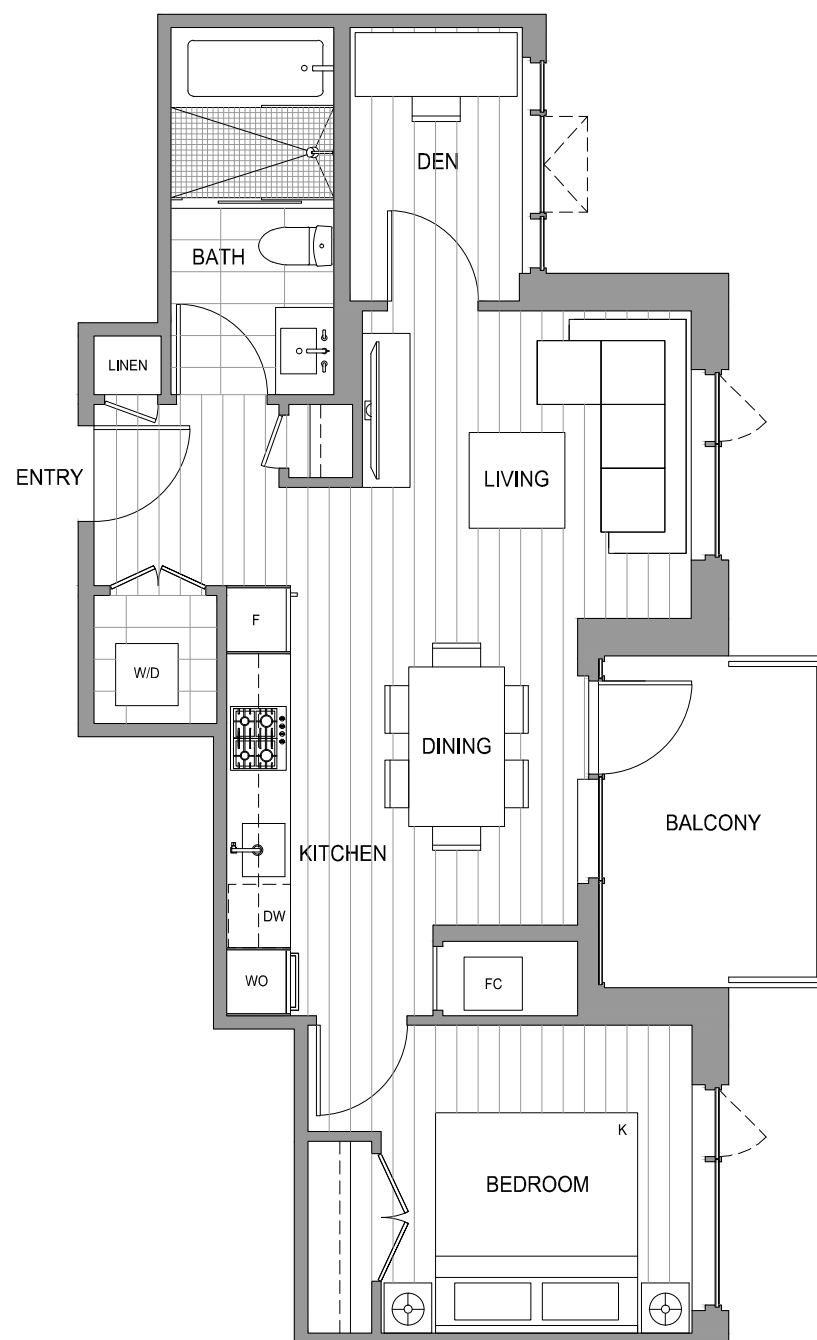 DEN
BATH
LINEN
ENTRY
LIVING
F
W/D
DINING
BALCONY
KITCHEN
DW
WO
FC
K
BEDROOM